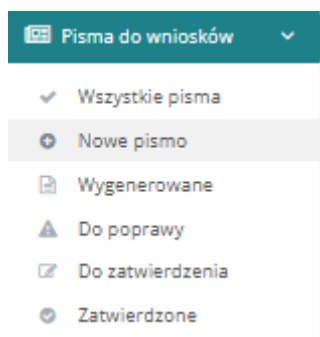 Pisma do wniosków
Wszystkie pisma
Nowe pismo
Wygenerowane
Do poprawy
Do zatwierdzenia
Zatwierdzone